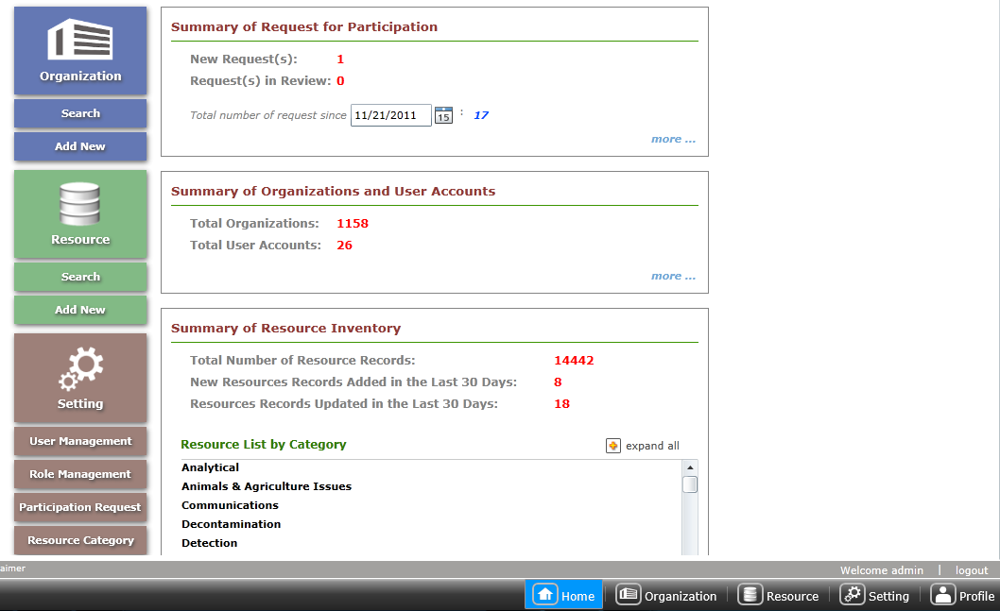 Organization
Search
Add New
Resource
Search
Add New
Setting
User Management
Role Management
Participation Request
Resource Category
Summary of Request for Participation
New Request(s): 1
Request(s) in Review: 0
Total number of request since 11/21/2011 15 : 17
more ...
Summary of Organizations and User Accounts
Total Organizations: 1158
Total User Accounts: 26
more ...
Summary of Resource Inventory
Total Number of Resource Records: 14442
New Resources Records Added in the Last 30 Days: 8
Resources Records Updated in the Last 30 Days: 18
Resource List by Category expand all
Analytical
Animals & Agriculture Issues
Communications
Decontamination
Detection
aimer Welcome admin | logout
Home Organization Resource Setting Profile